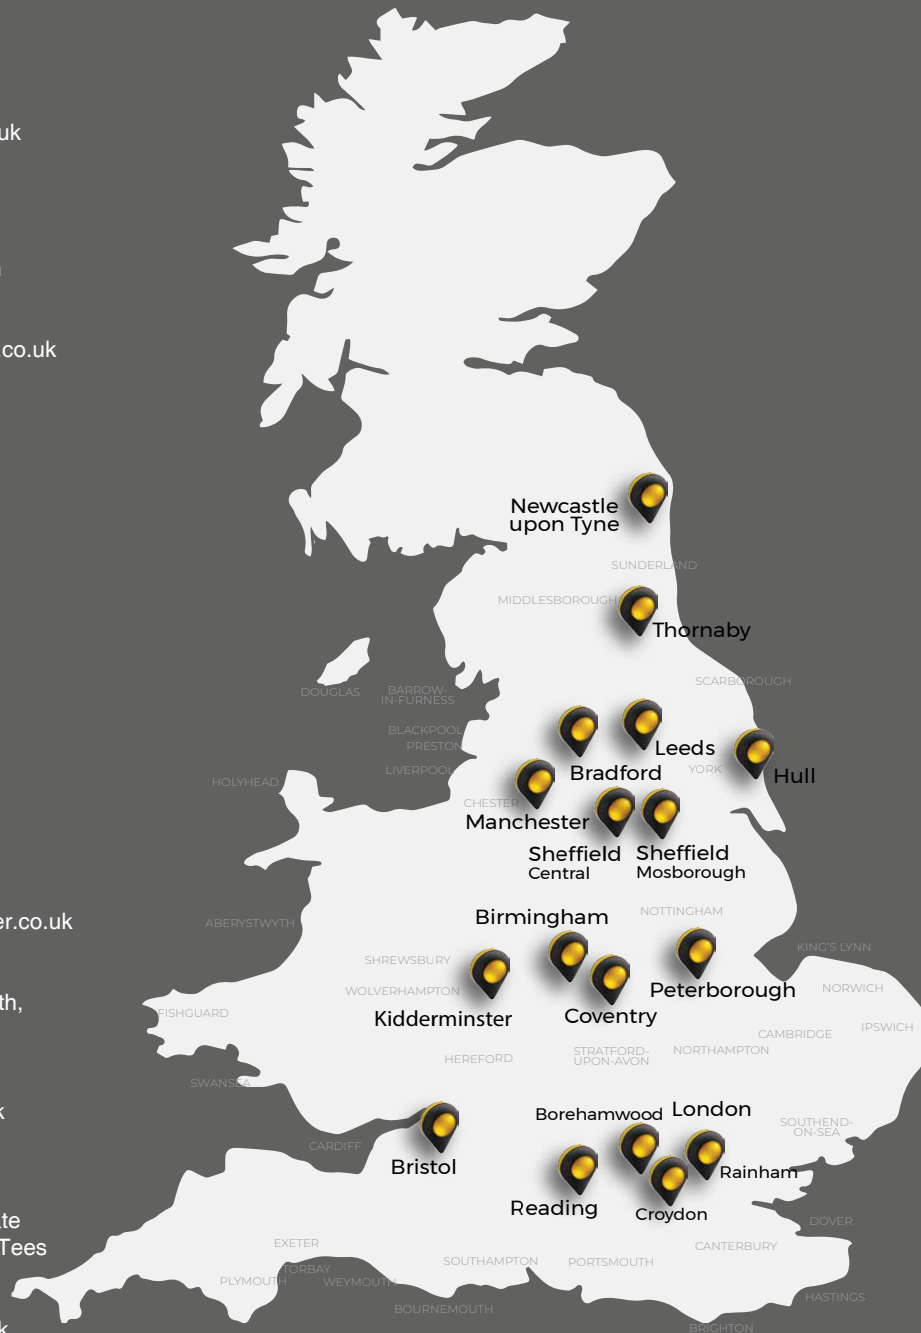 uk
.co.uk
er.co.uk
th,
k
ate
Tees
k
Newcastle
upon Tyne
SUNDERLAND
MIDDLESBOROUGH
Thornaby
SCARBOROUGH
DOUGLAS
BARROW-
IN-FURNESS
BLACKPOOL
PRESTON
LIVERPOOL
Leeds
Bradford
YORK
Hull
HOLYHEAD
CHESTER
Manchester
Sheffield
Central
Sheffield
Mosborough
Birmingham
NOTTINGHAM
ABERYSTWYTH
KING'S LYNN
SHREWSBURY
WOLVERHAMPTON
Peterborough
NORWICH
Kidderminster
Coventry
FISHGUARD
CAMBRIDGE
IPSWICH
HEREFORD
STRATFORD-
UPON-AVON
NORTHAMPTON
SWANSEA
Borehamwood
London
SOUTHEND-
ON-SEA
CARDIFF
Bristol
Rainham
Reading
Croydon
DOVER
EXETER
CANTERBURY
TORBAY
SOUTHAMPTON
PORTSMOUTH
PLYMOUTH
WEYMOUTH
HASTINGS
BOURNEMOUTH
BRIGHTON